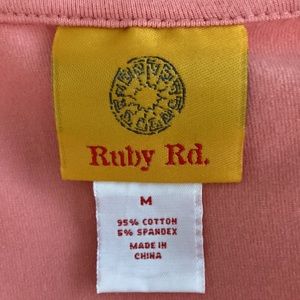 Ruby Rd.
M
95% COTTON
5% SPANDEX
MADE IN
CHINA